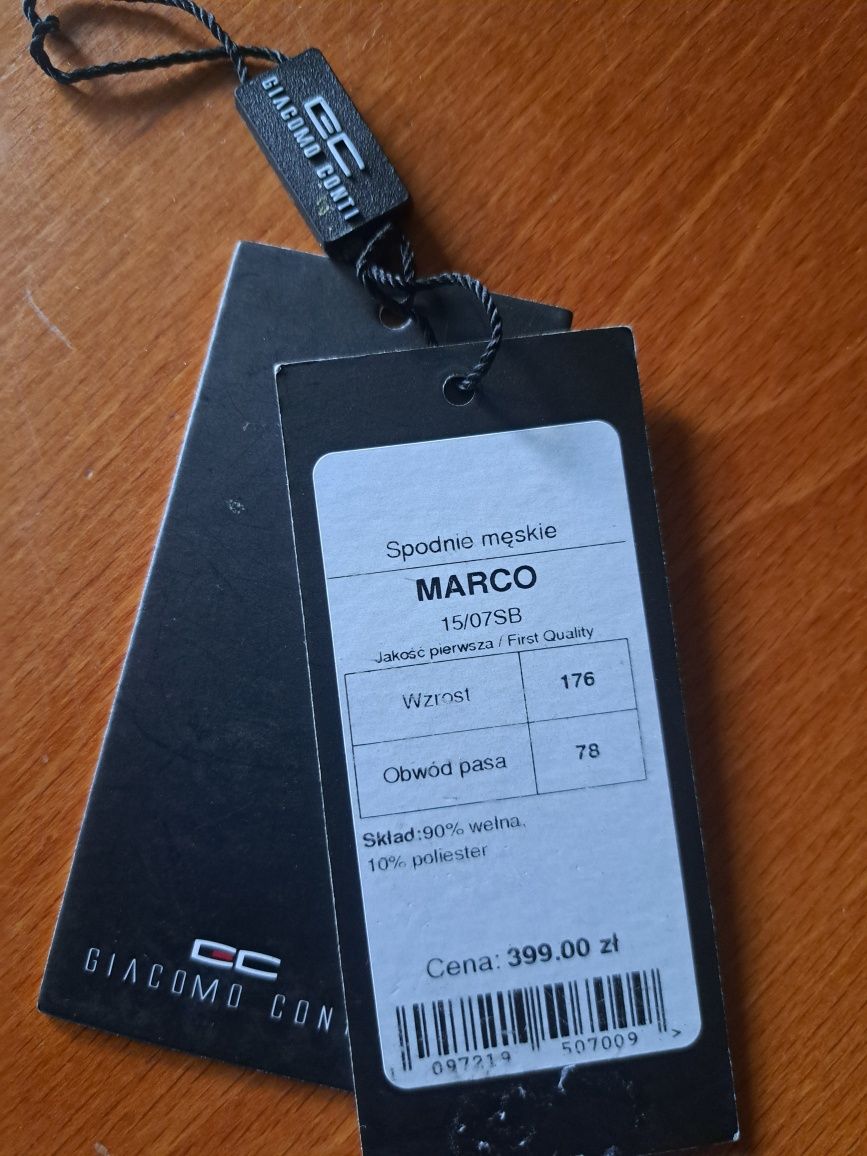 GC
GIACOMO CONTI
Spodnie męskie
MARCO
15/07SB
Jakość pierwsza / First Quality
Wzrost 176
Obwód pasa 78
Skład:90% wełna,
10% poliester
Cena: 399.00 zł
097219 507009 >
GC
GIACOMO CONT